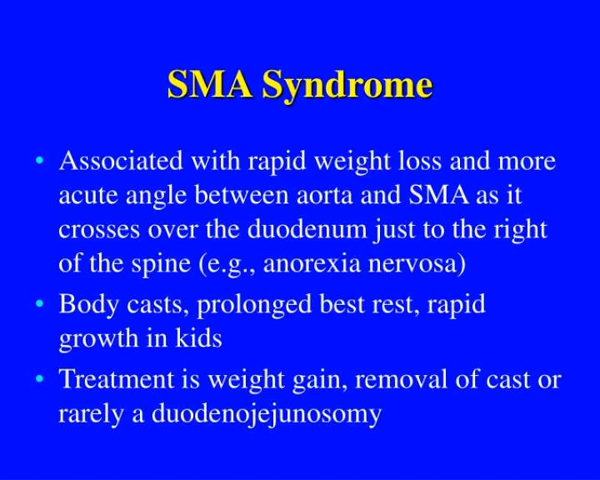 SMA Syndrome
• Associated with rapid weight loss and more
acute angle between aorta and SMA as it
crosses over the duodenum just to the right
of the spine (e.g., anorexia nervosa)
• Body casts, prolonged best rest, rapid
growth in kids
• Treatment is weight gain, removal of cast or
rarely a duodenojejunosomy